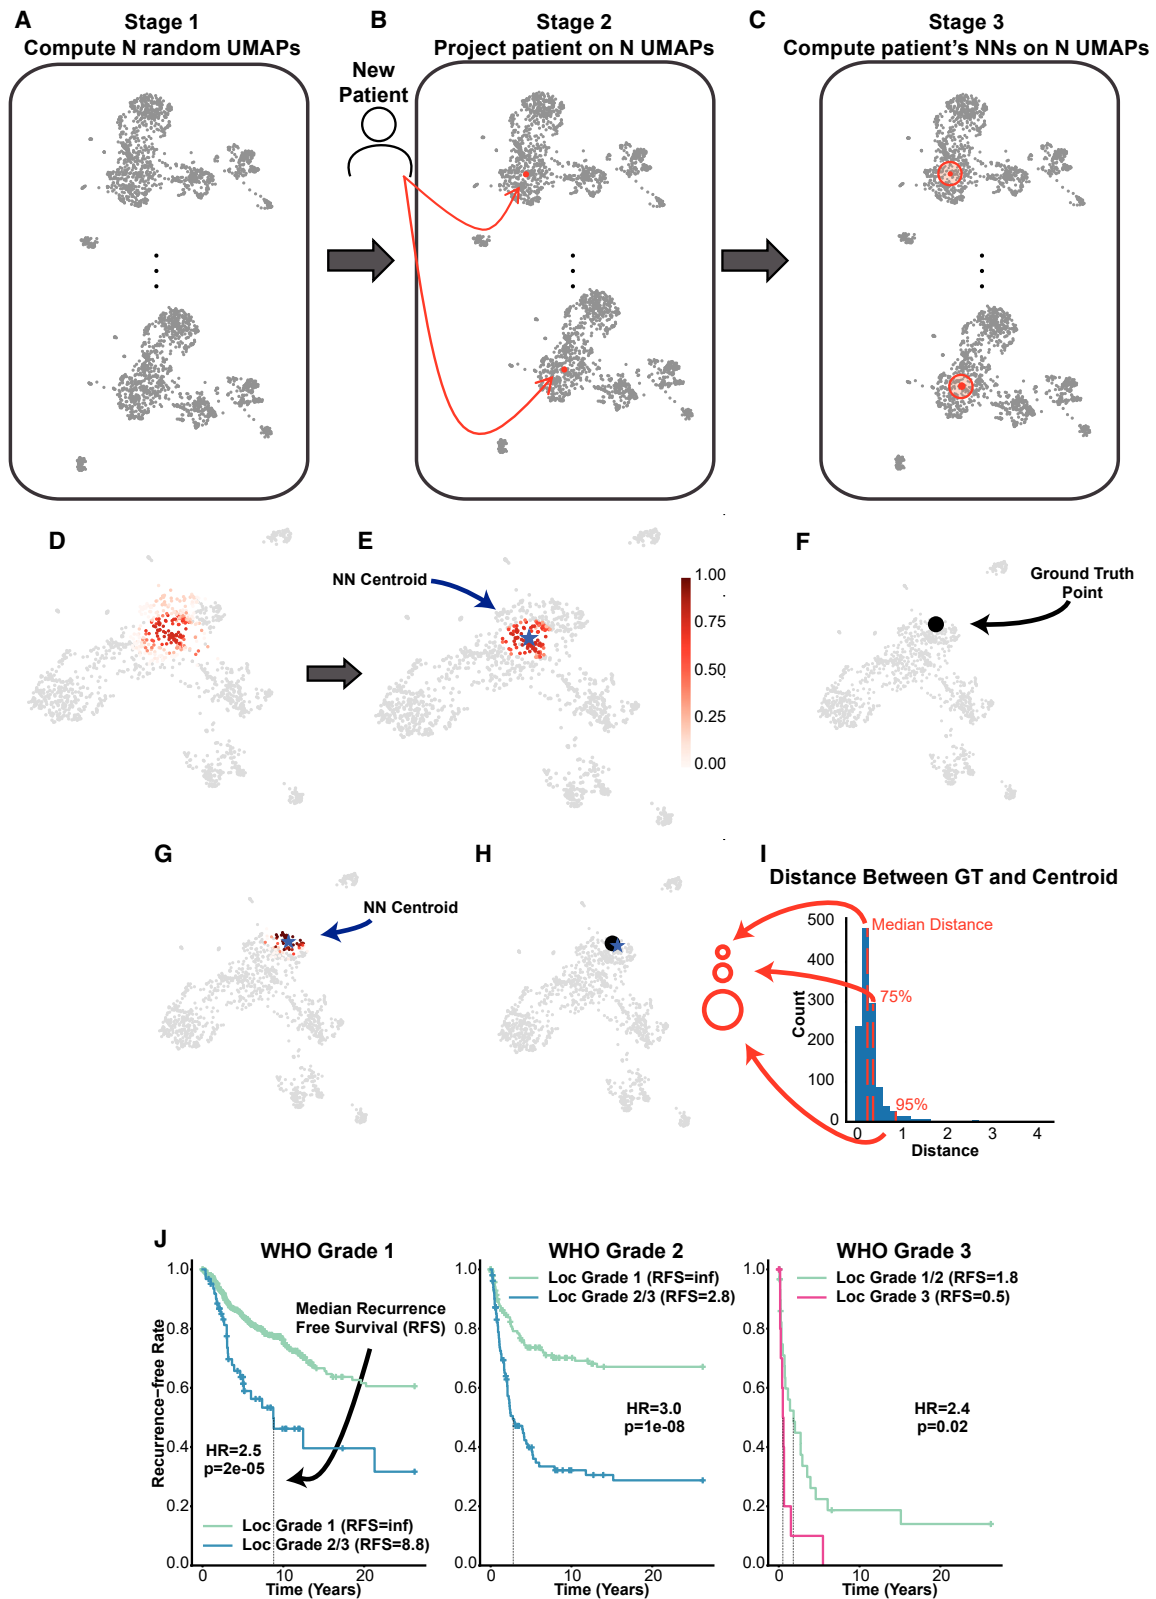 A
Stage 1
Compute N random UMAPs
B
Stage 2
Project patient on N UMAPs
C
Stage 3
Compute patient's NNs on N UMAPs
New
Patient
D
E
NN Centroid
1.00
0.75
0.50
0.25
0.00
F
Ground Truth
Point
G
NN Centroid
H
I
Distance Between GT and Centroid
500
400
300
200
100
0
Count
Median Distance
75%
95%
0 1 2 3 4
Distance
J
WHO Grade 1
1.0
0.8
0.6
0.4
0.2
0.0
Recurrence-free Rate
Median Recurrence
Free Survival (RFS)
HR=2.5
p=2e-05
Loc Grade 1 (RFS=inf)
Loc Grade 2/3 (RFS=8.8)
0 10 20
Time (Years)
WHO Grade 2
Loc Grade 1 (RFS=inf)
Loc Grade 2/3 (RFS=2.8)
1.0
0.8
0.6
0.4
0.2
0.0
HR=3.0
p=1e-08
0 10 20
Time (Years)
WHO Grade 3
Loc Grade 1/2 (RFS=1.8
Loc Grade 3 (RFS=0.5)
1.0
0.8
0.6
0.4
0.2
0.0
HR=2.4
p=0.02
0 10 20
Time (Years)